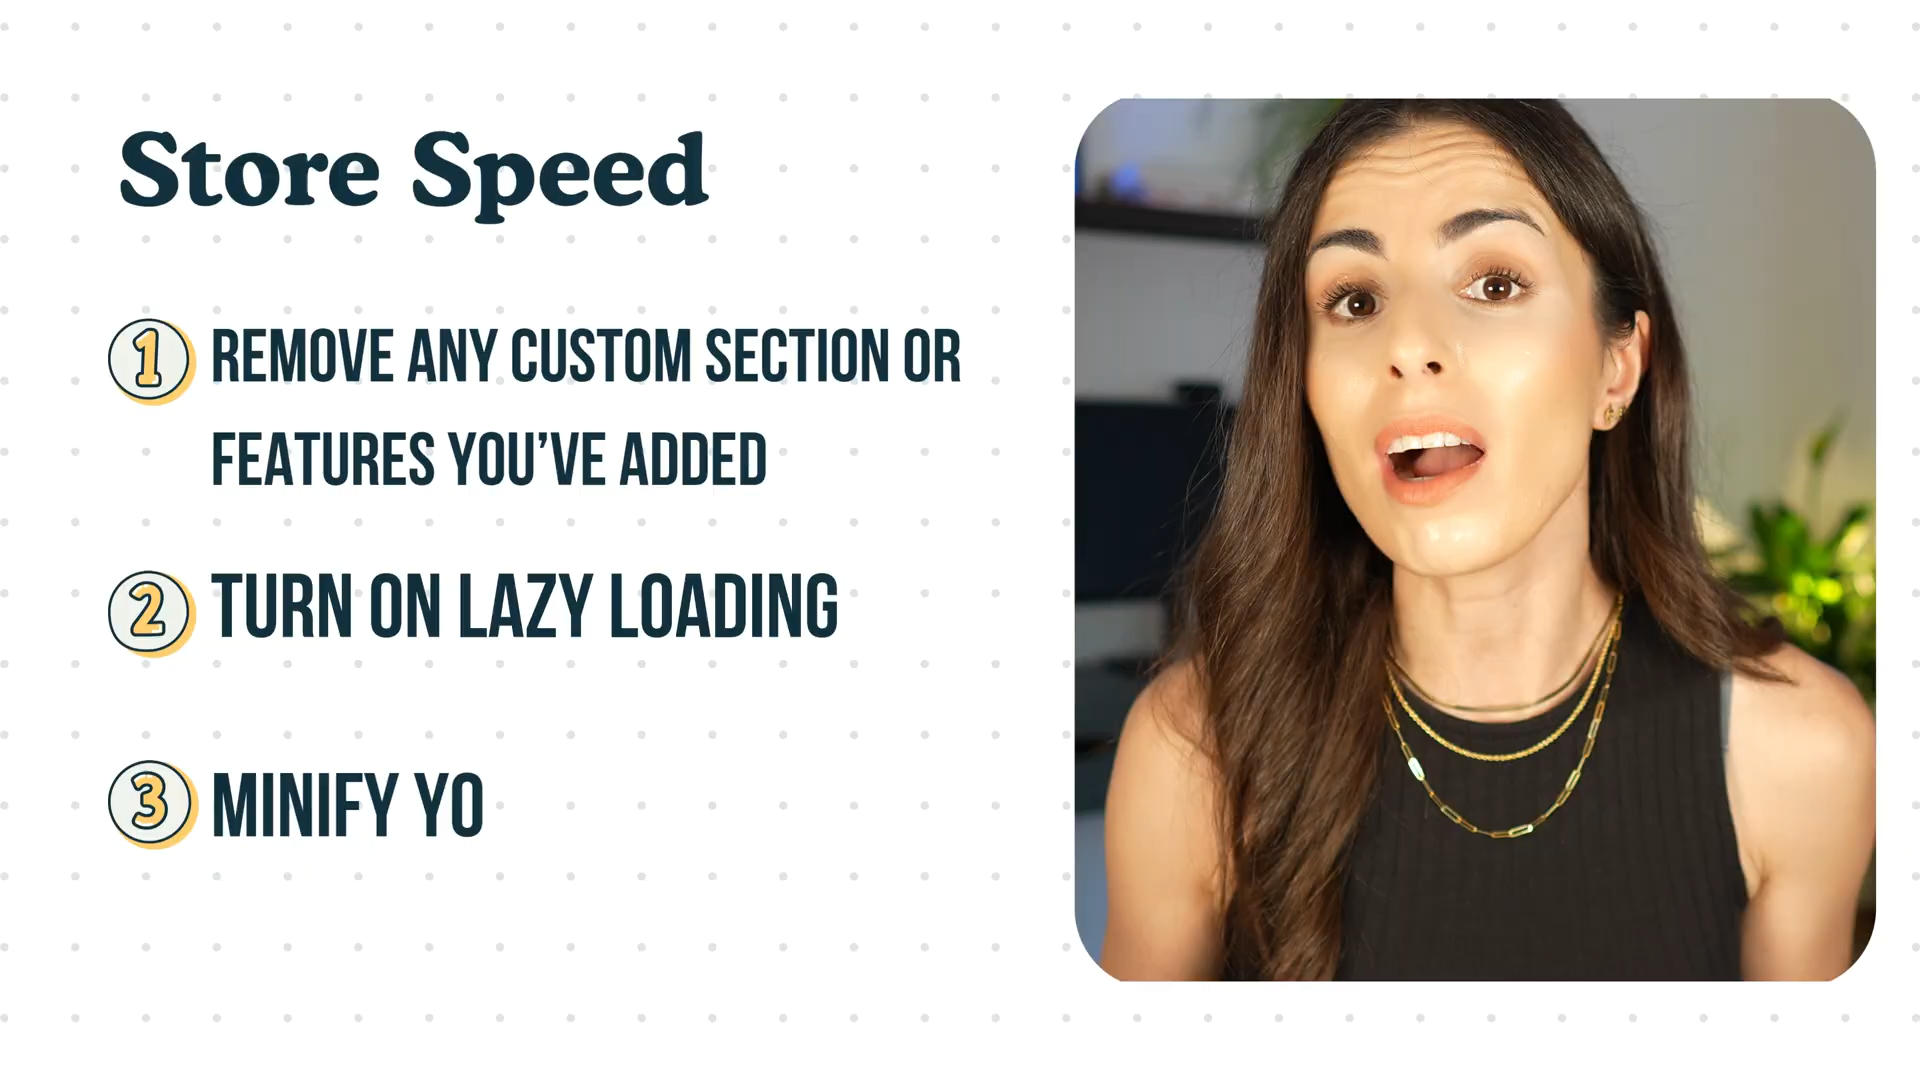 Store Speed
1 REMOVE ANY CUSTOM SECTION OR
FEATURES YOU’VE ADDED
2 TURN ON LAZY LOADING
3 MINIFY YO